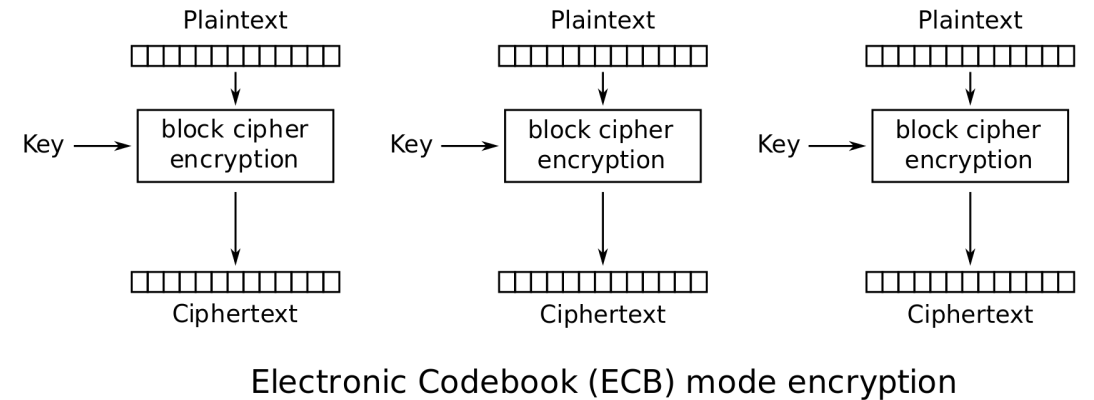 Plaintext Plaintext Plaintext
block cipher block cipher block cipher
Key Key Key
encryption encryption encryption
Ciphertext Ciphertext Ciphertext
Electronic Codebook (ECB) mode encryption